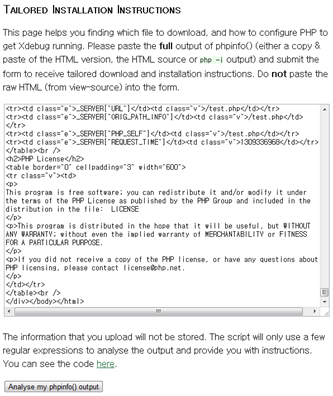 TAILORED INSTALLATION INSTRUCTIONS
This page helps you finding which file to download, and how to configure PHP to
get Xdebug running. Please paste the full output of phpinfo() (either a copy &
paste of the HTML version, the HTML source or php -i output) and submit the
form to receive tailored download and installation instructions. Do not paste the
raw HTML (from view-source) into the form.
<tr><td class="e">_SERVER["URL"]</td><td class="v">/test.php</td></tr>
<tr><td class="e">_SERVER["ORIG_PATH_INFO"]</td><td class="v">/test.php</td>
</tr>
<tr><td class="e">_SERVER["PHP_SELF"]</td><td class="v">/test.php</td></tr>
<tr><td class="e">_SERVER["REQUEST_TIME"]</td><td class="v">1309336968</td></tr>
</table><br />
<h2>PHP License</h2>
<table border="0" cellpadding="3" width="600">
<tr class="v"><td>
<p>
This program is free software; you can redistribute it and/or modify it under
the terms of the PHP License as published by the PHP Group and included in the
distribution in the file:  LICENSE
</p>
<p>This program is distributed in the hope that it will be useful, but WITHOUT
ANY WARRANTY; without even the implied warranty of MERCHANTABILITY or FITNESS
FOR A PARTICULAR PURPOSE.
</p>
<p>If you did not receive a copy of the PHP license, or have any questions about
PHP licensing, please contact license@php.net.
</p>
</td></tr>
</table><br />
</div></body></html>
The information that you upload will not be stored. The script will only use a few
regular expressions to analyse the output and provide you with instructions.
You can see the code here.
Analyse my phpinfo() output